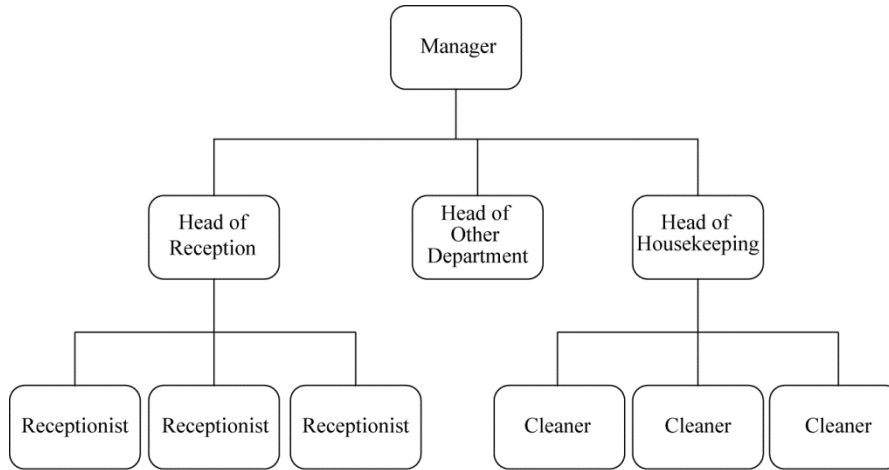 Manager
Head of
Reception
Head of
Other
Department
Head of
Housekeeping
Receptionist
Receptionist
Receptionist
Cleaner
Cleaner
Cleaner